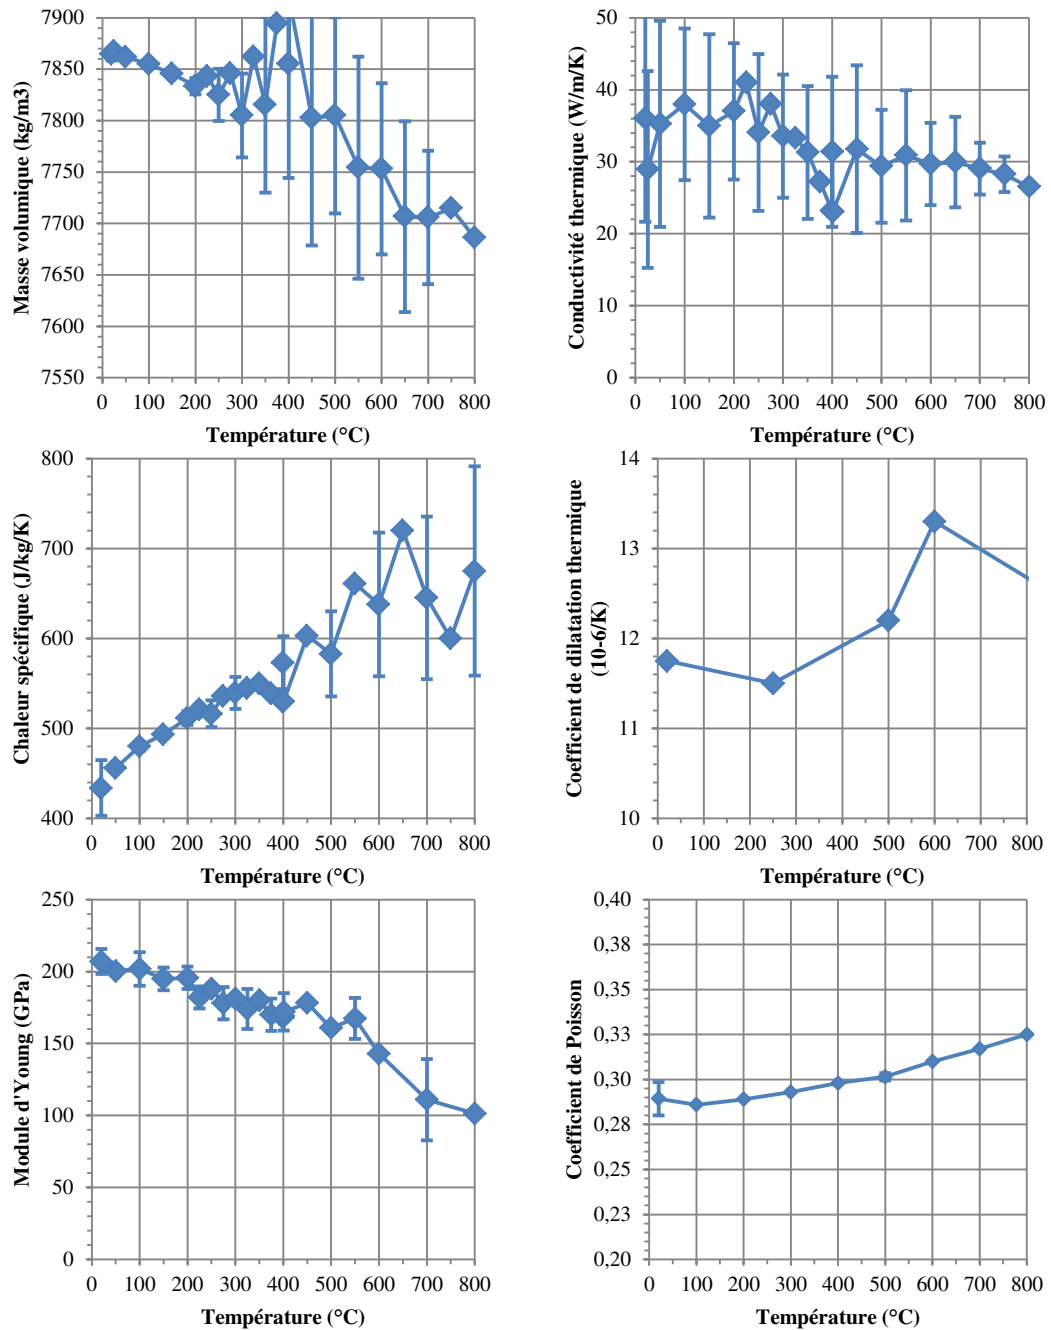 7900
7850
7800
7750
7700
7650
7600
7550
Masse volumique (kg/m3)
0 100 200 300 400 500 600 700 800
Température (°C)
50
40
30
20
10
0
Conductivité thermique (W/m/K)
0 100 200 300 400 500 600 700 800
Température (°C)
800
700
600
500
400
Chaleur spécifique (J/kg/K)
0 100 200 300 400 500 600 700 800
Température (°C)
14
13
12
11
10
Coefficient de dilatation thermique
(10-6/K)
0 100 200 300 400 500 600 700 800
Température (°C)
250
200
150
100
50
0
Module d'Young (GPa)
0 100 200 300 400 500 600 700 800
Température (°C)
0,40
0,38
0,35
0,33
0,30
0,28
0,25
0,23
0,20
Coefficient de Poisson
0 100 200 300 400 500 600 700 800
Température (°C)